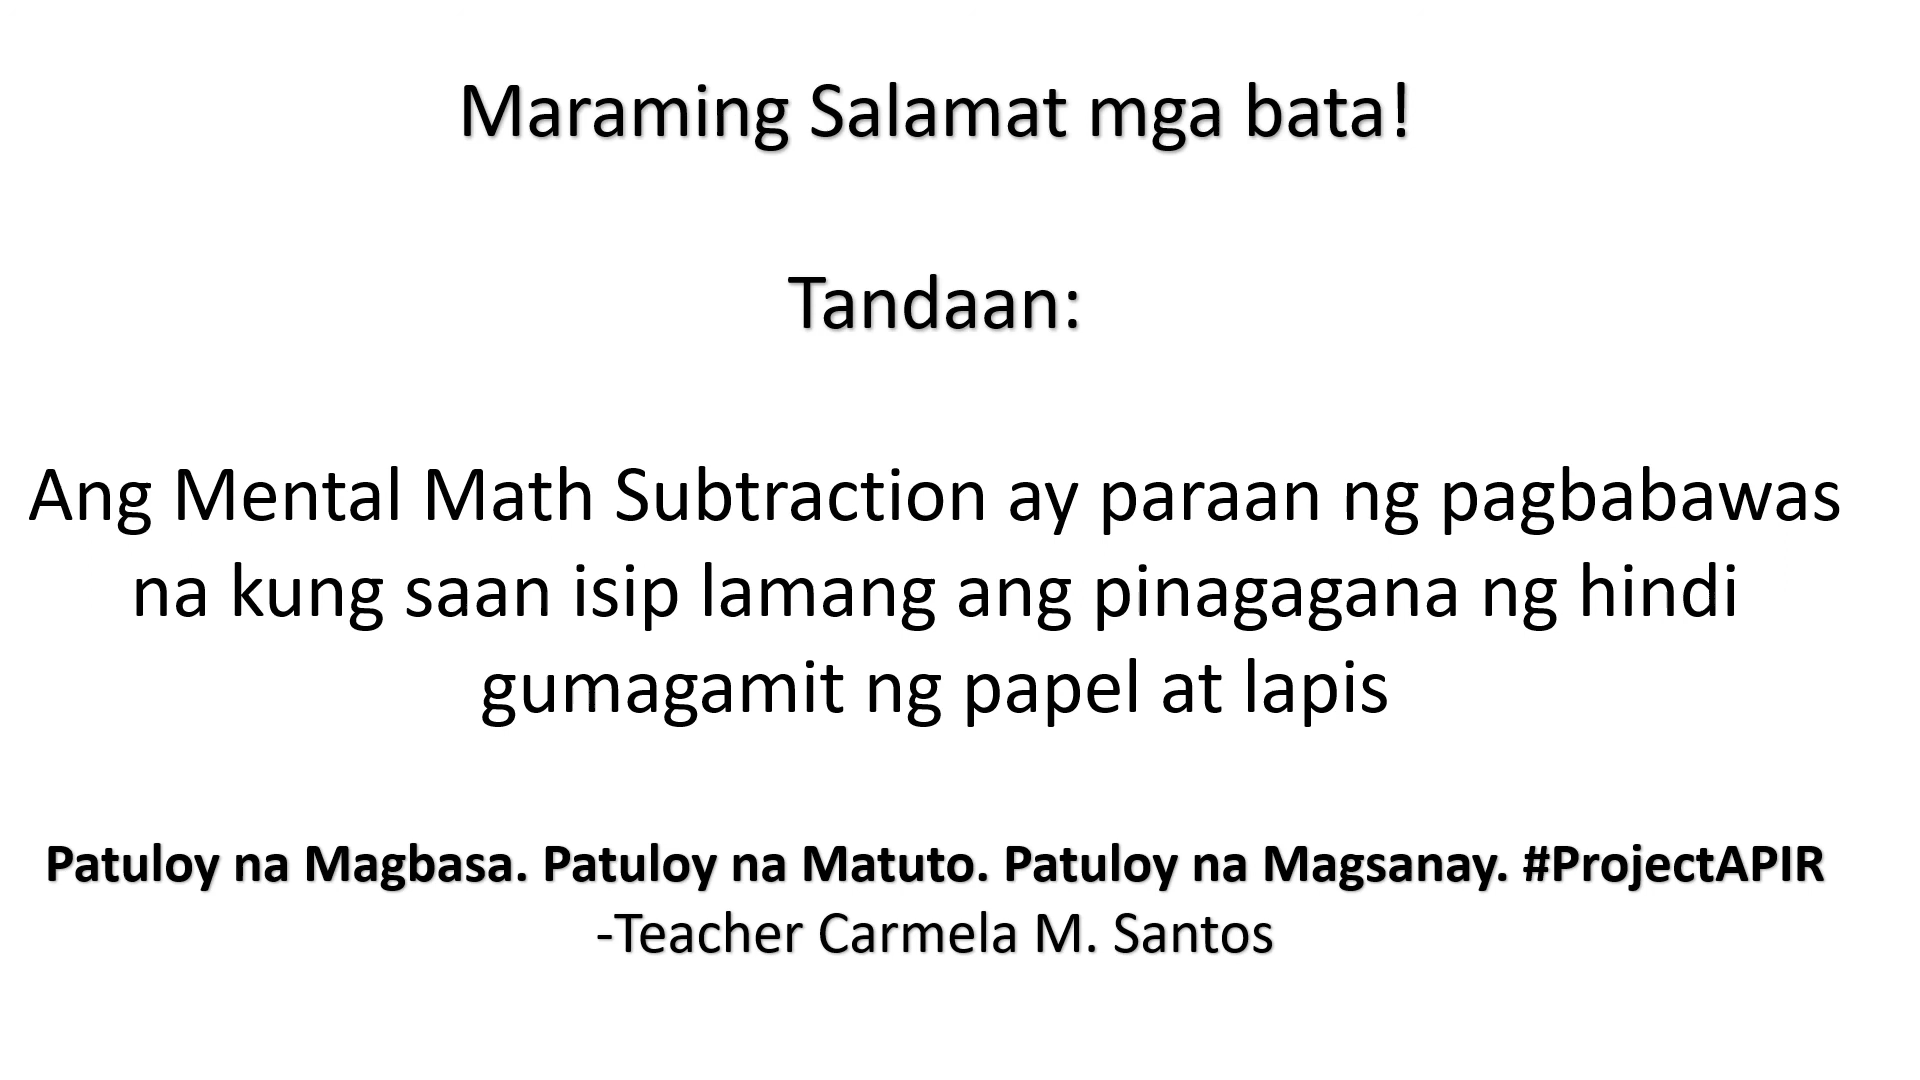 Maraming Salamat mga bata!
Tandaan:
Ang Mental Math Subtraction ay paraan ng pagbabawas
na kung saan isip lamang ang pinagagana ng hindi
gumagamit ng papel at lapis
Patuloy na Magbasa. Patuloy na Matuto. Patuloy na Magsanay. #ProjectAPIR
-Teacher Carmela M. Santos